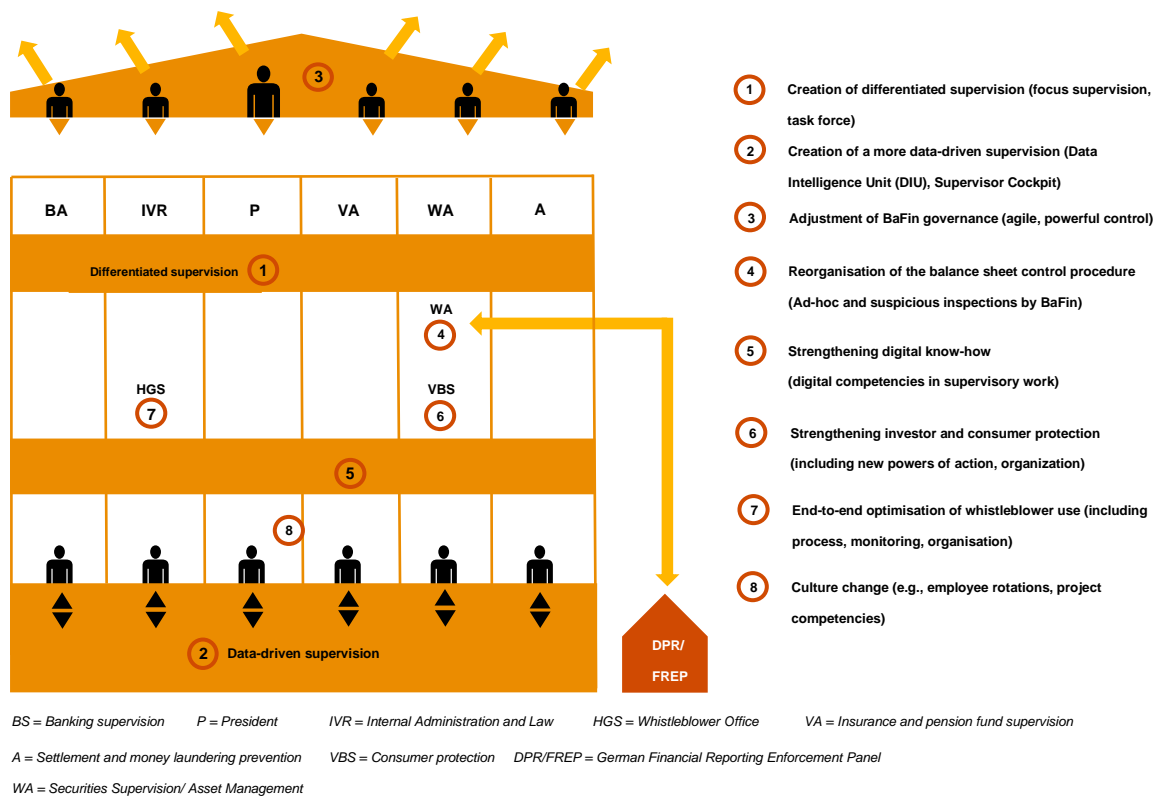 3
BA IVR P VA WA A
Differentiated supervision 1
WA
4
HGS
7
VBS
6
5
8
2 Data-driven supervision
DPR/
FREP
1 Creation of differentiated supervision (focus supervision,
task force)
2 Creation of a more data-driven supervision (Data
Intelligence Unit (DIU), Supervisor Cockpit)
3 Adjustment of BaFin governance (agile, powerful control)
4 Reorganisation of the balance sheet control procedure
(Ad-hoc and suspicious inspections by BaFin)
5 Strengthening digital know-how
(digital competencies in supervisory work)
6 Strengthening investor and consumer protection
(including new powers of action, organization)
7 End-to-end optimisation of whistleblower use (including
process, monitoring, organisation)
8 Culture change (e.g., employee rotations, project
competencies)
BS = Banking supervision P = President IVR = Internal Administration and Law HGS = Whistleblower Office VA = Insurance and pension fund supervision
A = Settlement and money laundering prevention VBS = Consumer protection DPR/FREP = German Financial Reporting Enforcement Panel
WA = Securities Supervision/ Asset Management